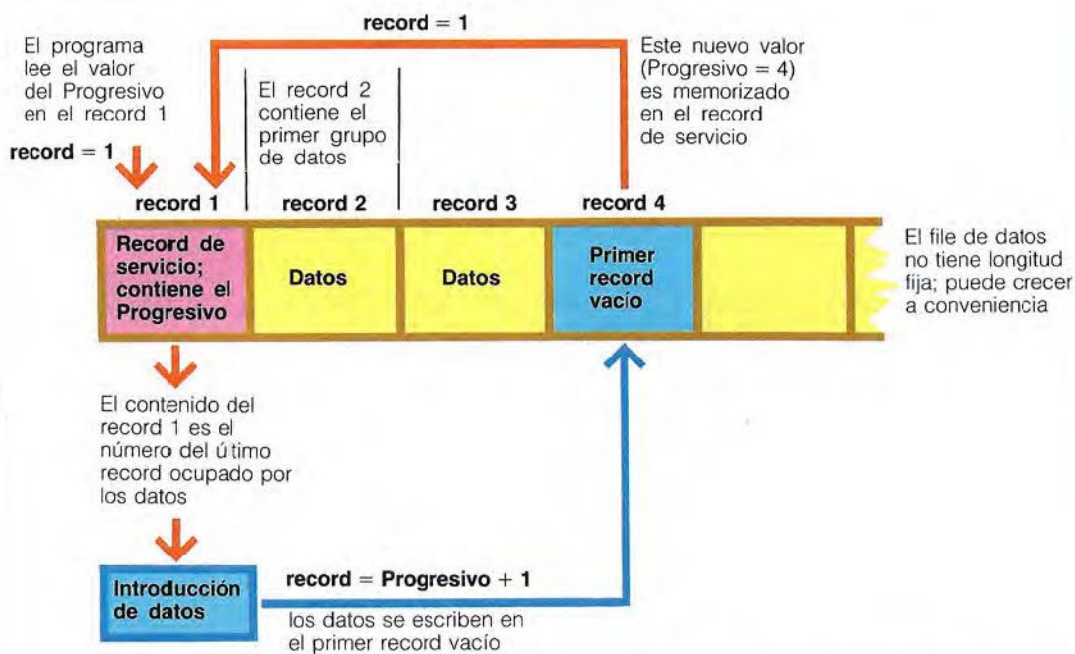 record = 1
El programa
lee el valor
del Progresivo
en el record 1
record = 1
El record 2
contiene el
primer grupo
de datos
Este nuevo valor
(Progresivo = 4)
es memorizado
en el record
de servicio
record 1
record 2
record 3
record 4
Record de
servicio;
contiene el
Progresivo
Datos
Datos
Primer
record
vacío
El file de datos
no tiene longitud
fija; puede crecer
a conveniencia
El contenido del
record 1 es el
número del útimo
record ocupado por
los datos
Introducción
de datos
record = Progresivo + 1
los datos se escriben en
el primer record vacío